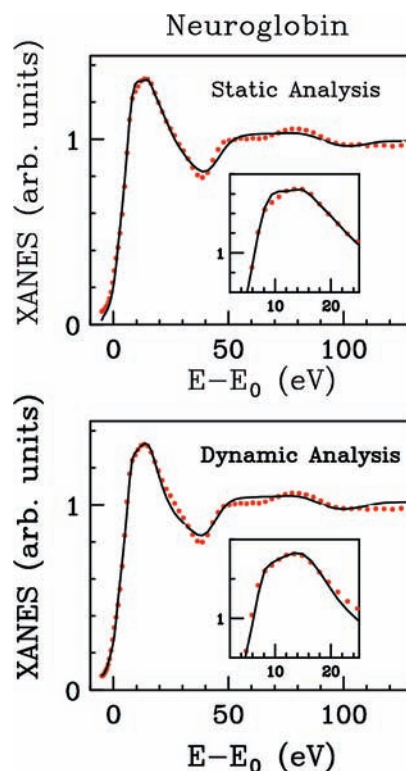 Neuroglobin
Static Analysis
XANES (arb. units)
1
0
1
10 20
0 50 100
E−E0 (eV)
Dynamic Analysis
XANES (arb. units)
1
0
1
10 20
0 50 100
E−E0 (eV)